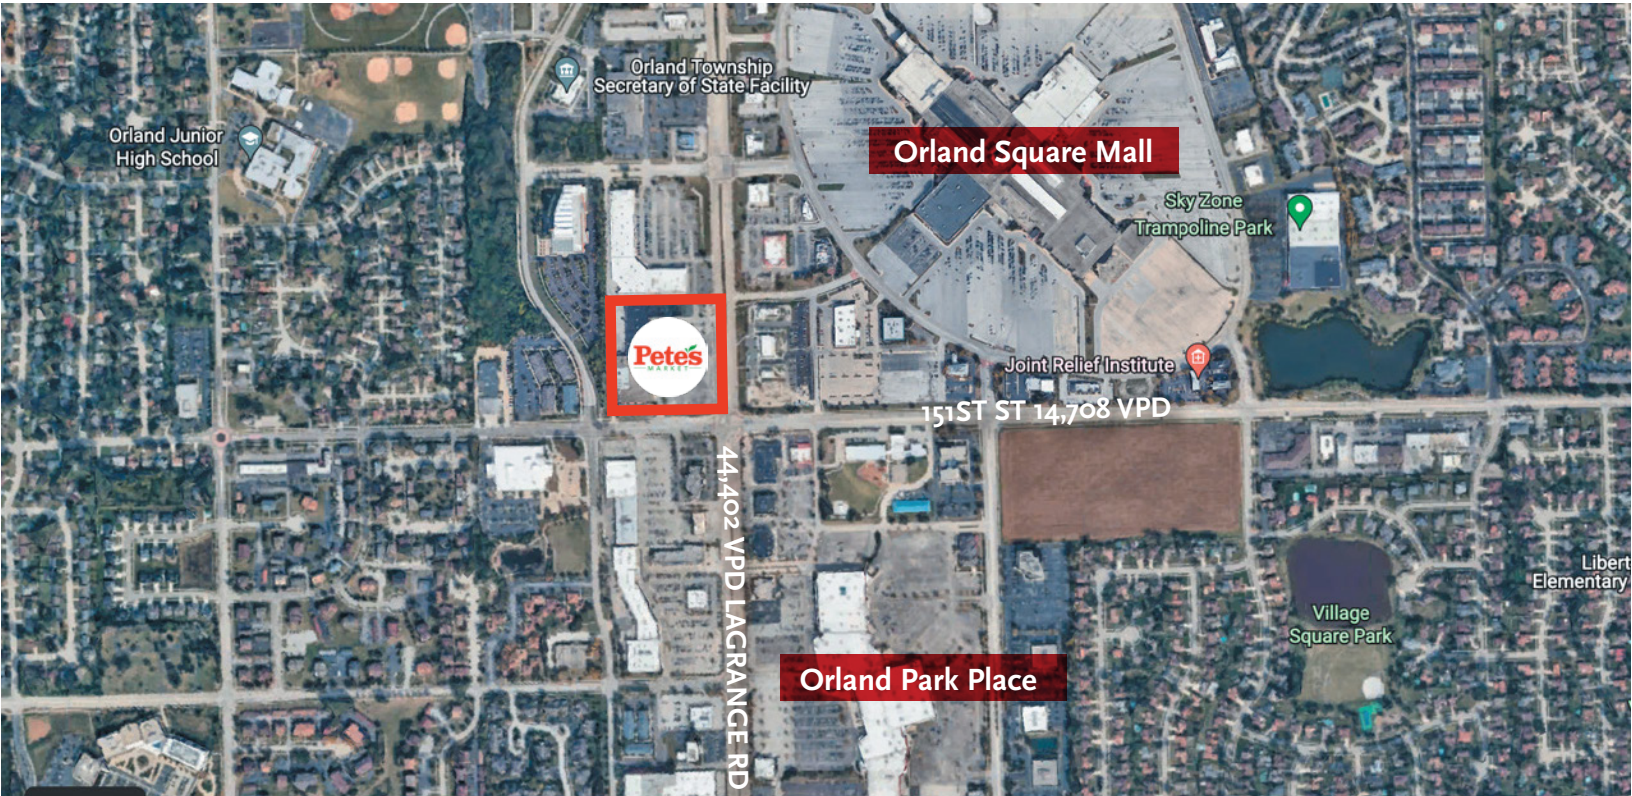 Orland Township
Secretary of State Facility
Orland Junior
High School
Orland Square Mall
Sky Zone
Trampoline Park
Pete's
MARKET
Joint Relief Institute
151ST ST 14,708 VPD
44,402 VPD LAGRANGE RD
Libert
Elementary
Village
Square Park
Orland Park Place